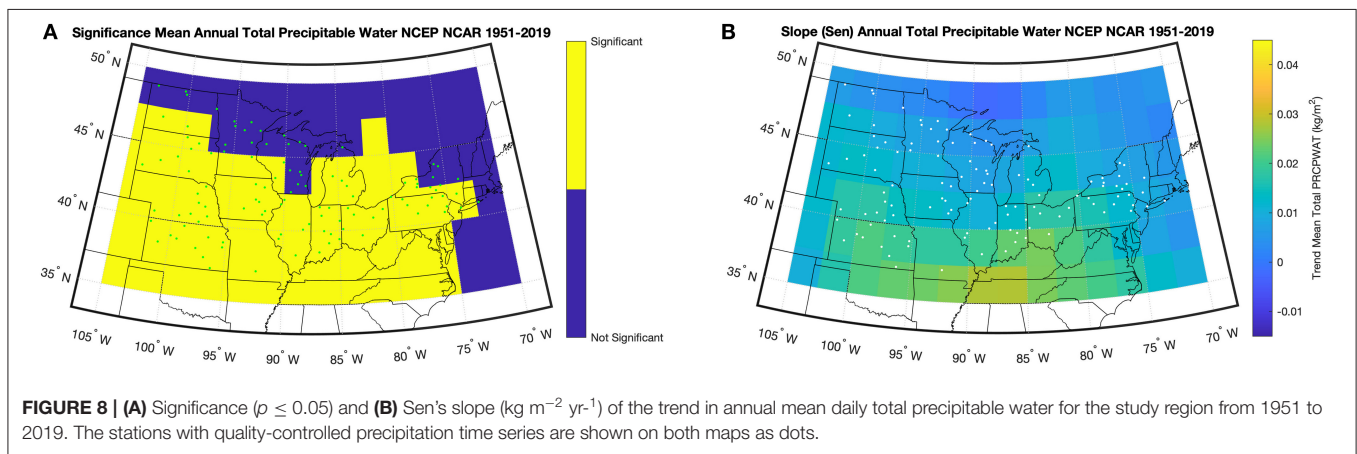 A Significance Mean Annual Total Precipitable Water NCEP NCAR 1951-2019
50° N
45° N
40° N
35° N
105° W
100° W
95° W
90° W
85° W
80° W
75° W
70° W
Significant
Not Significant
B Slope (Sen) Annual Total Precipitable Water NCEP NCAR 1951-2019
50° N
45° N
40° N
35° N
105° W
100° W
95° W
90° W
85° W
80° W
75° W
70° W
0.04
0.03
0.02
0.01
0
-0.01
Trend Mean Total PRCPWAT (kg/m²)
FIGURE 8 | (A) Significance (p ≤ 0.05) and (B) Sen's slope (kg m−2 yr-1) of the trend in annual mean daily total precipitable water for the study region from 1951 to
2019. The stations with quality-controlled precipitation time series are shown on both maps as dots.